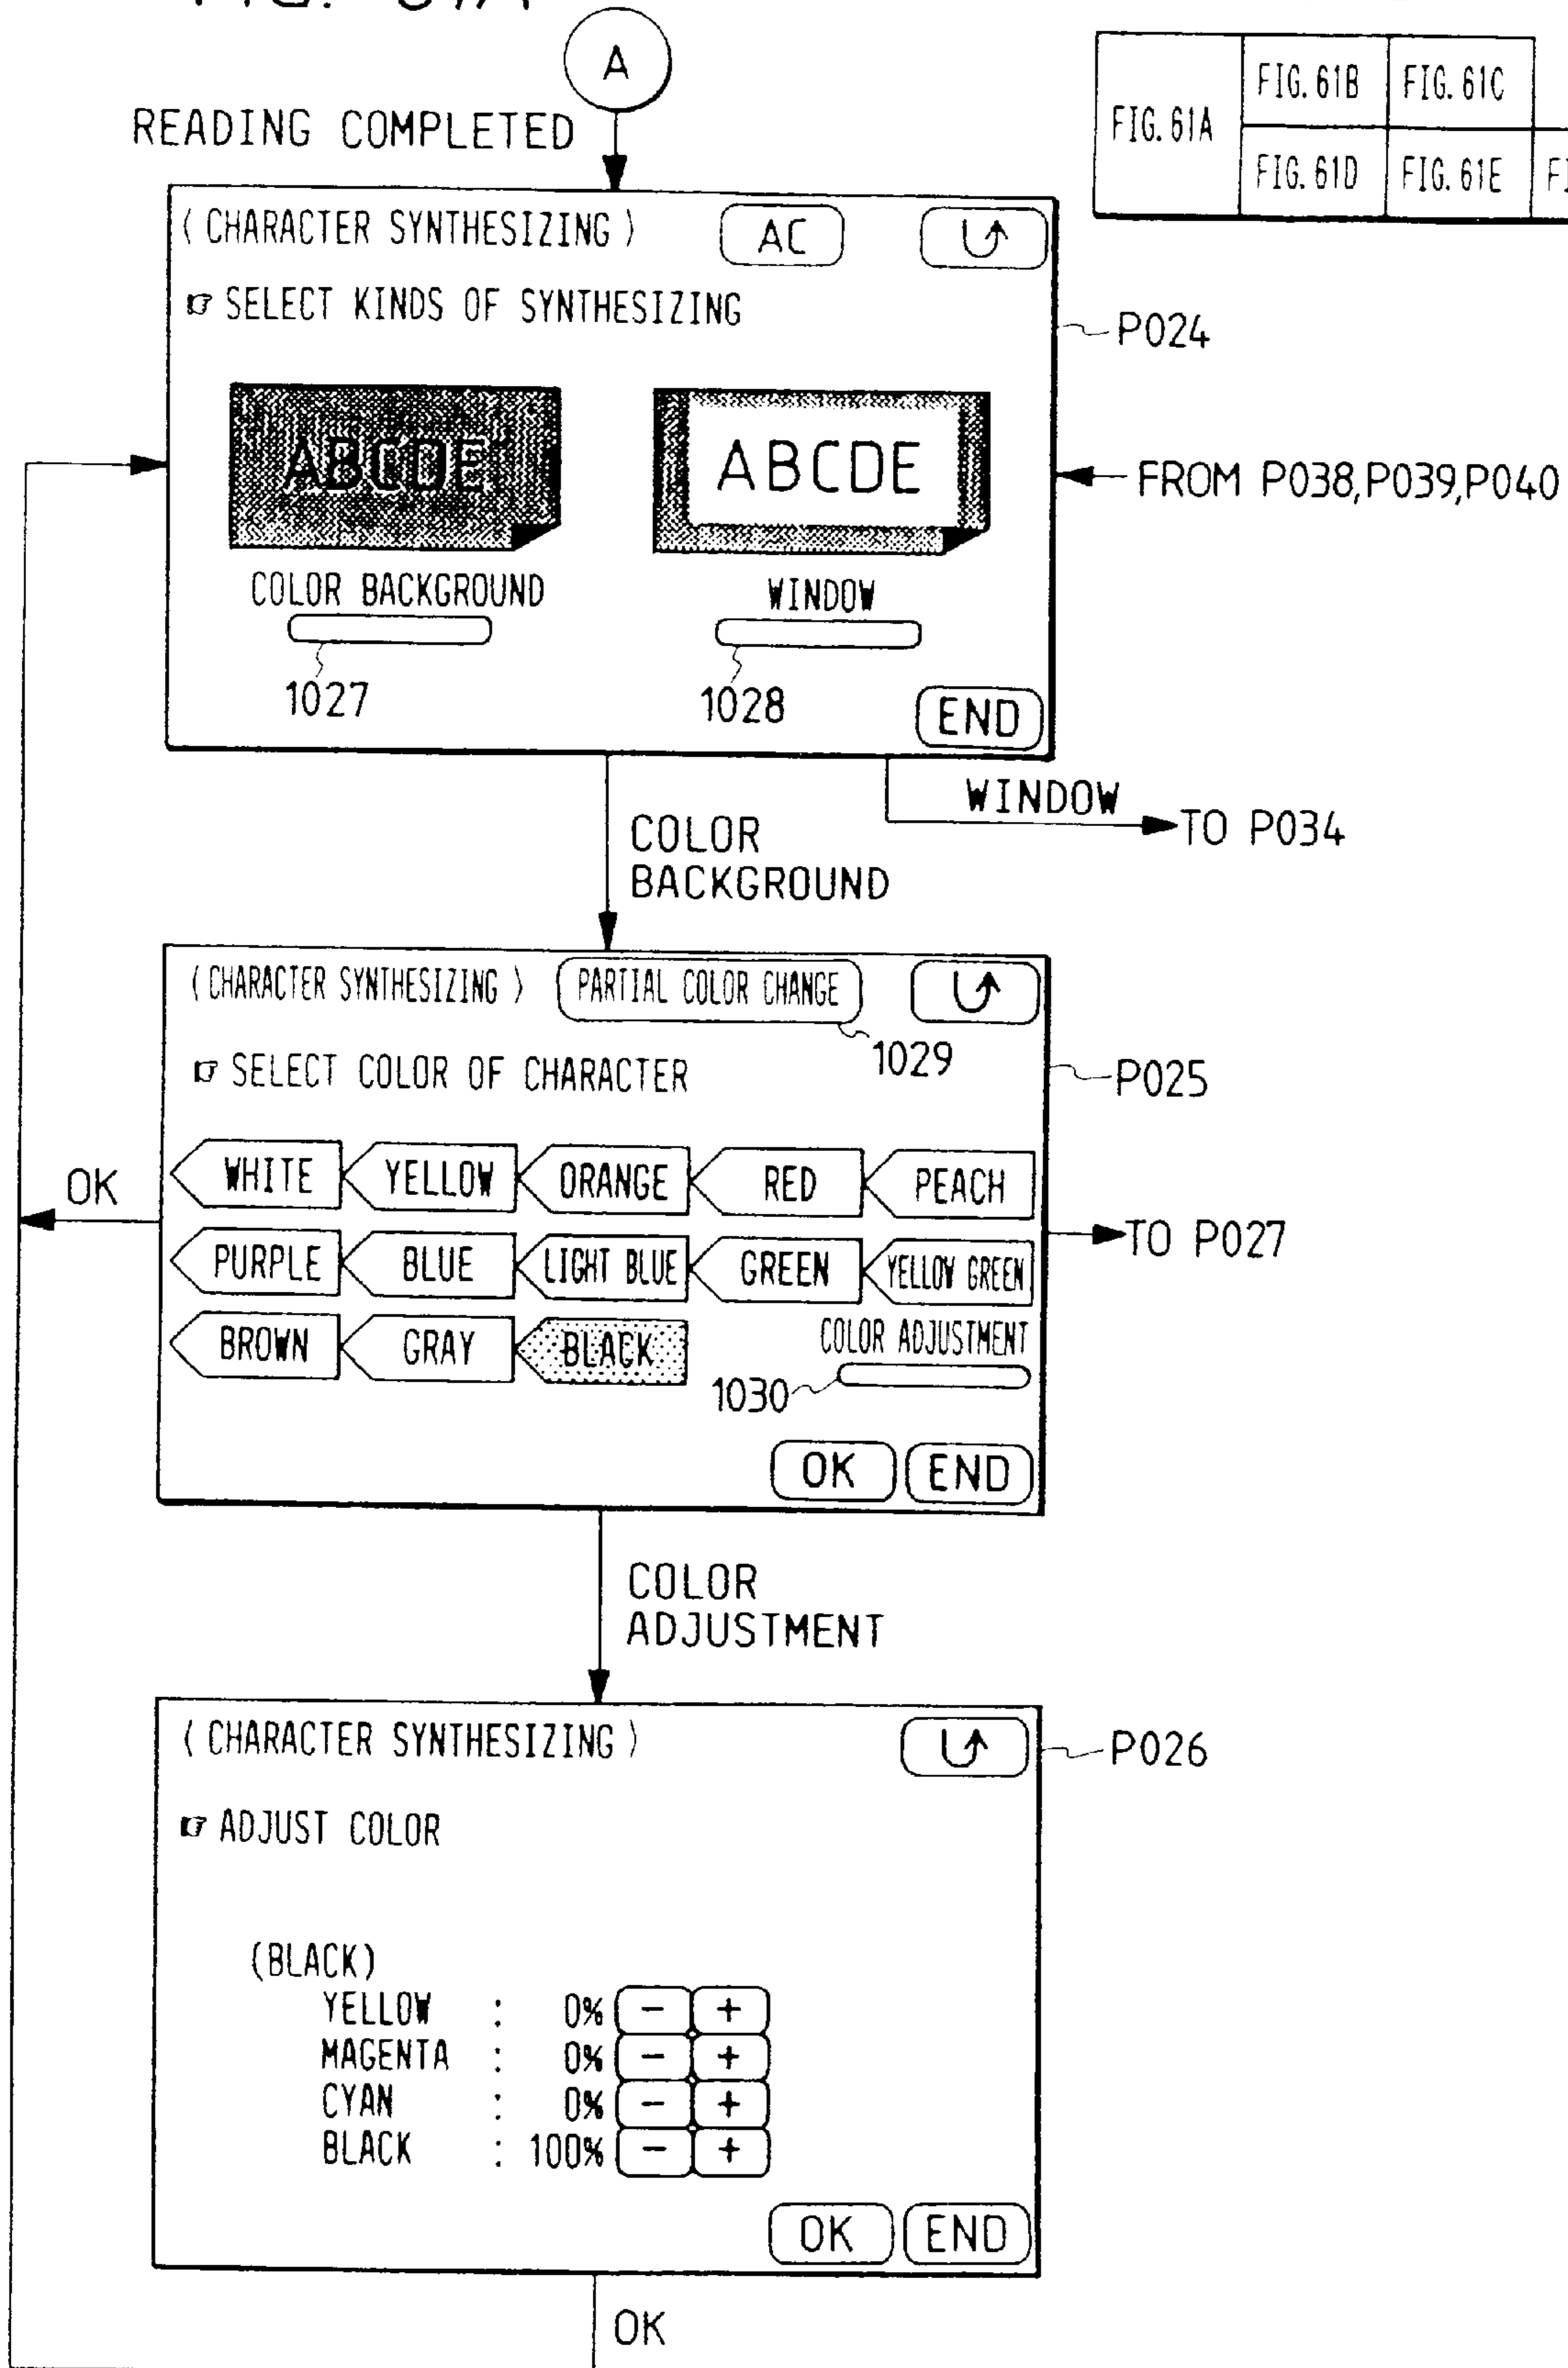 A
FIG. 61A
FIG. 61B
FIG. 61C
FIG. 61D
FIG. 61E
READING COMPLETED
⟨ CHARACTER SYNTHESIZING ⟩
AC
☞ SELECT KINDS OF SYNTHESIZING
P024
ABCDE
ABCDE
FROM P038,P039,P040
COLOR BACKGROUND
WINDOW
1027
1028
END
WINDOW
TO P034
COLOR
BACKGROUND
⟨ CHARACTER SYNTHESIZING ⟩
PARTIAL COLOR CHANGE
1029
☞ SELECT COLOR OF CHARACTER
P025
OK
WHITE YELLOW ORANGE RED PEACH
TO P027
PURPLE BLUE LIGHT BLUE GREEN YELLOW GREEN
BROWN GRAY BLACK
COLOR ADJUSTMENT
1030
OK END
COLOR
ADJUSTMENT
⟨ CHARACTER SYNTHESIZING ⟩
P026
☞ ADJUST COLOR
(BLACK)
YELLOW : 0% − +
MAGENTA : 0% − +
CYAN : 0% − +
BLACK : 100% − +
OK END
OK